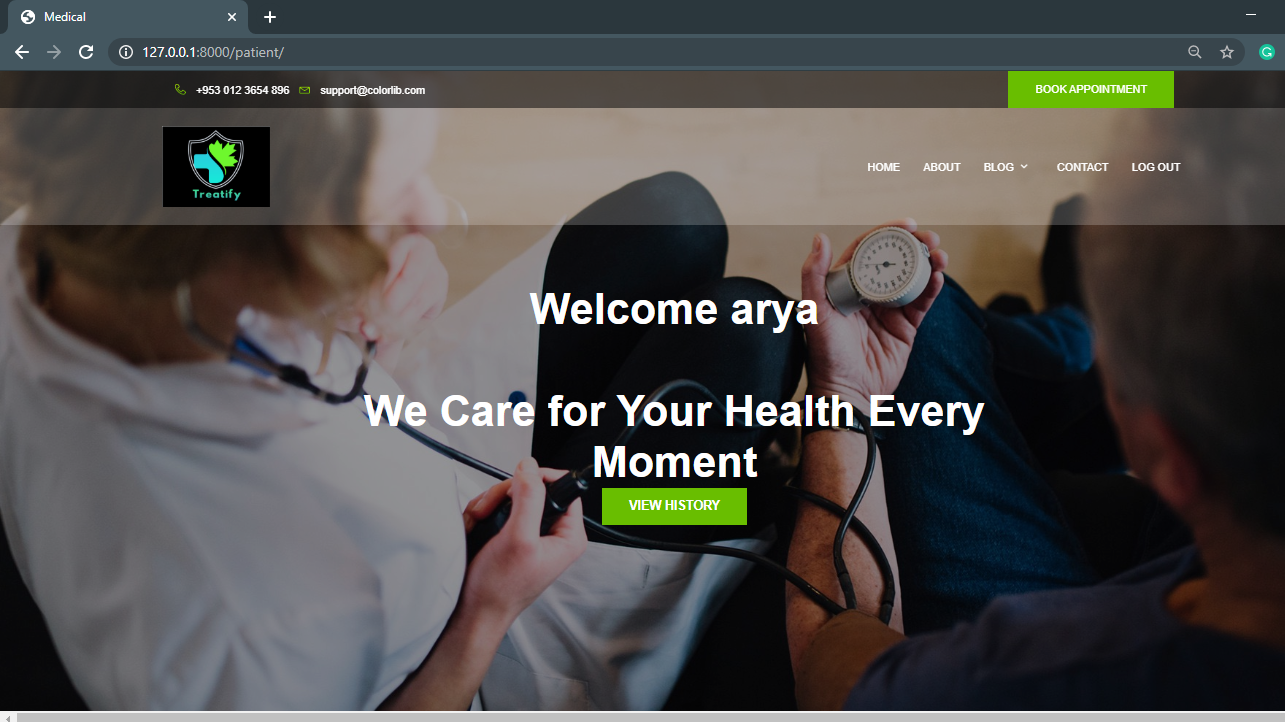 Medical
127.0.0.1:8000/patient/
+953 012 3654 896 support@colorlib.com BOOK APPOINTMENT
Treatify
HOME ABOUT BLOG CONTACT LOG OUT
Welcome arya
We Care for Your Health Every
Moment
VIEW HISTORY